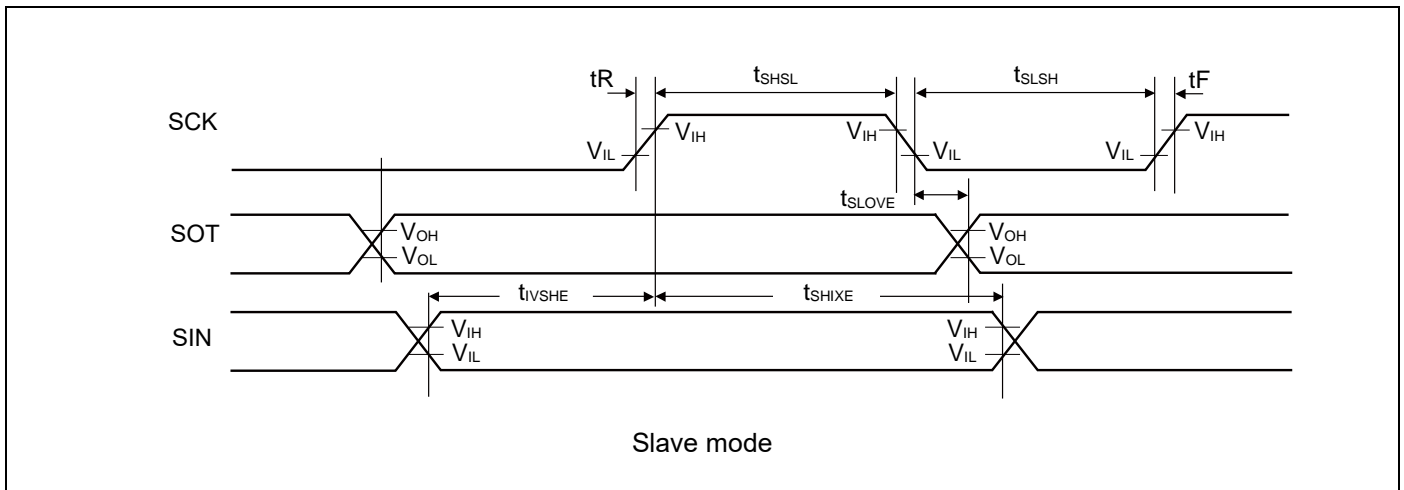 tR tSHSL tSLSH tF
SCK VIH VIH VIH
VIL VIL VIL
tSLOVE
SOT VOH VOH
VOL VOL
tIVSHE tSHIXE
SIN VIH VIH
VIL VIL
Slave mode